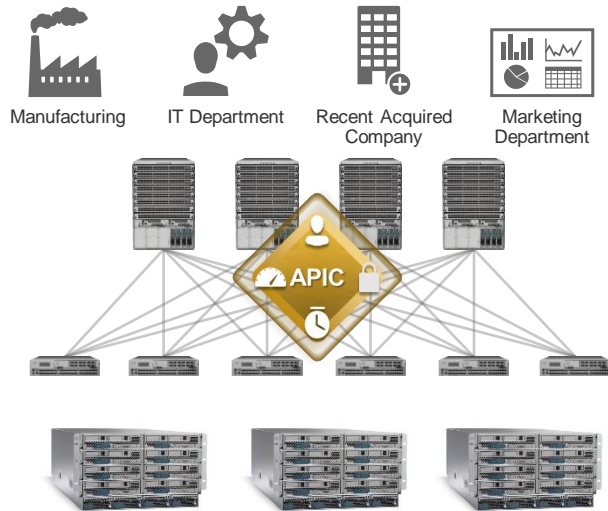 Manufacturing
IT Department
Recent Acquired
Company
Marketing
Department
APIC